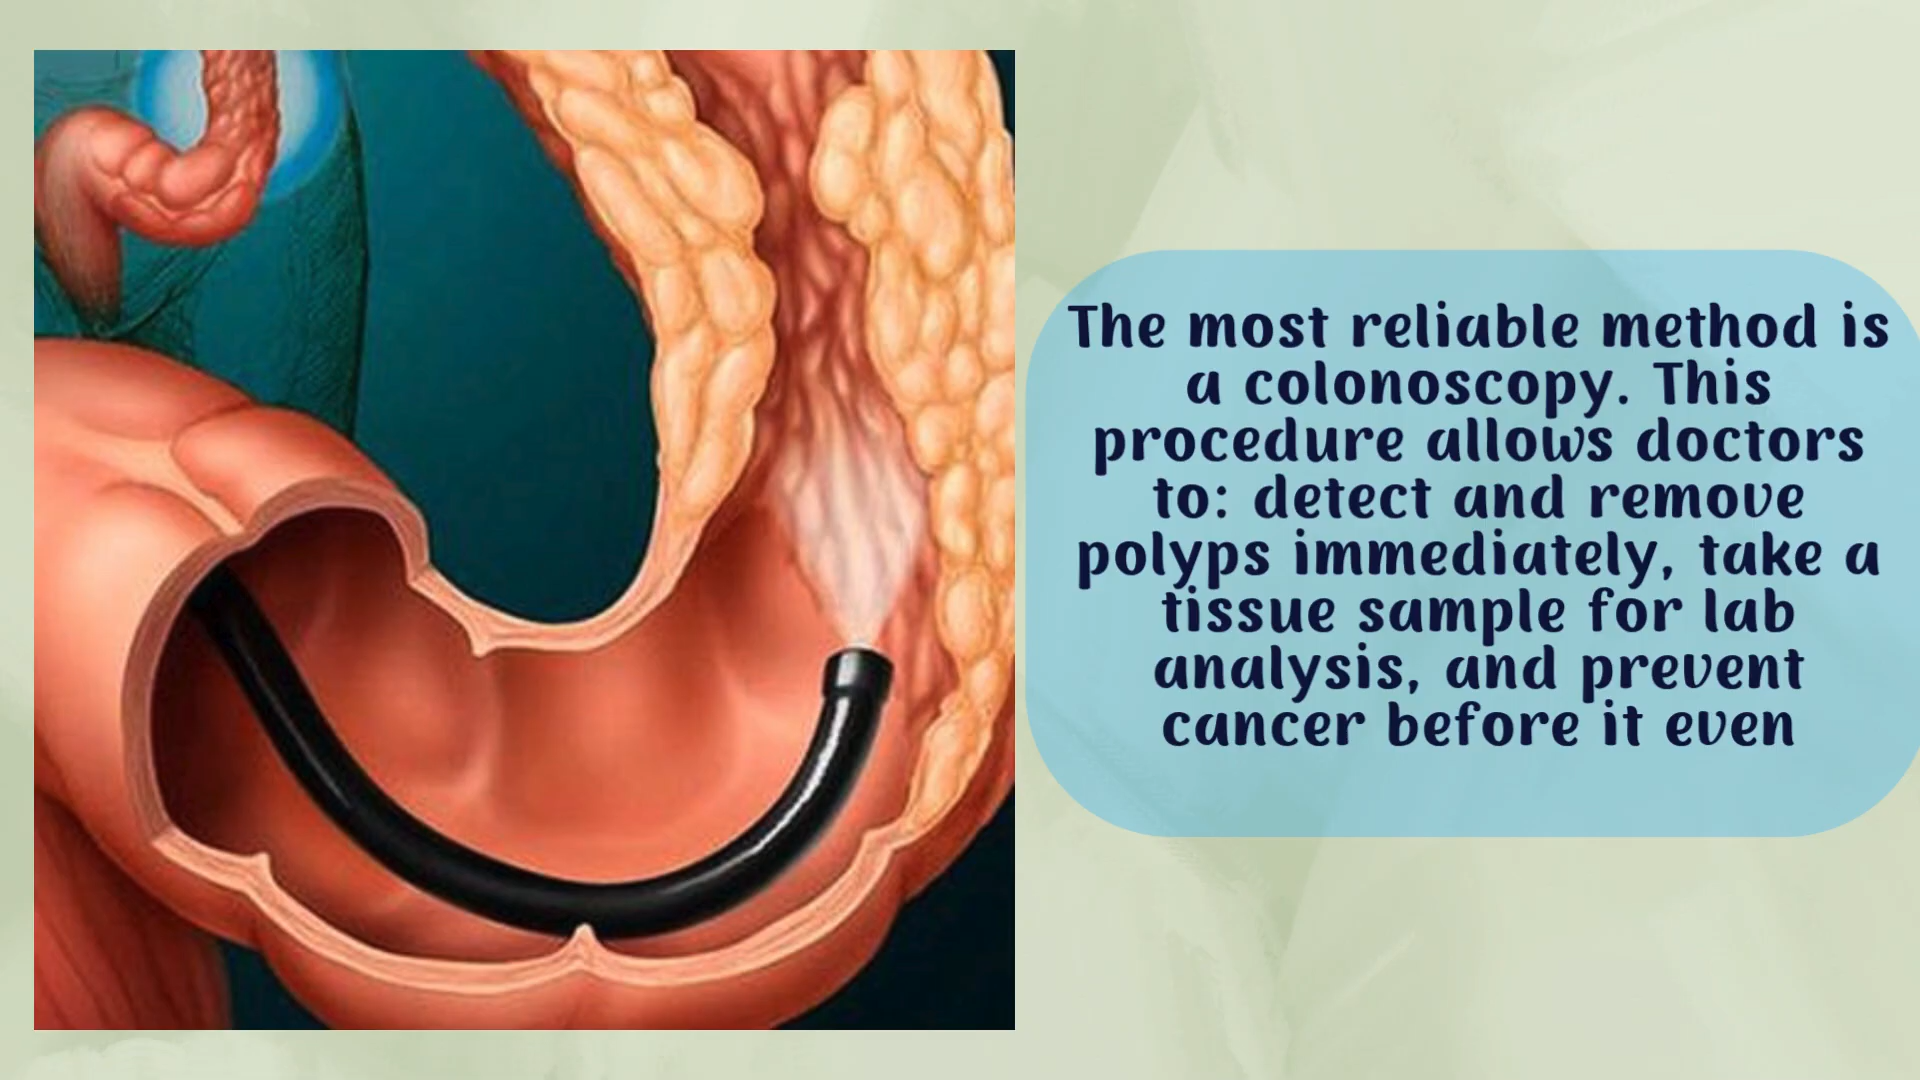 The most reliable method is
a colonoscopy. This
procedure allows doctors
to: detect and remove
polyps immediately, take a
tissue sample for lab
analysis, and prevent
cancer before it even